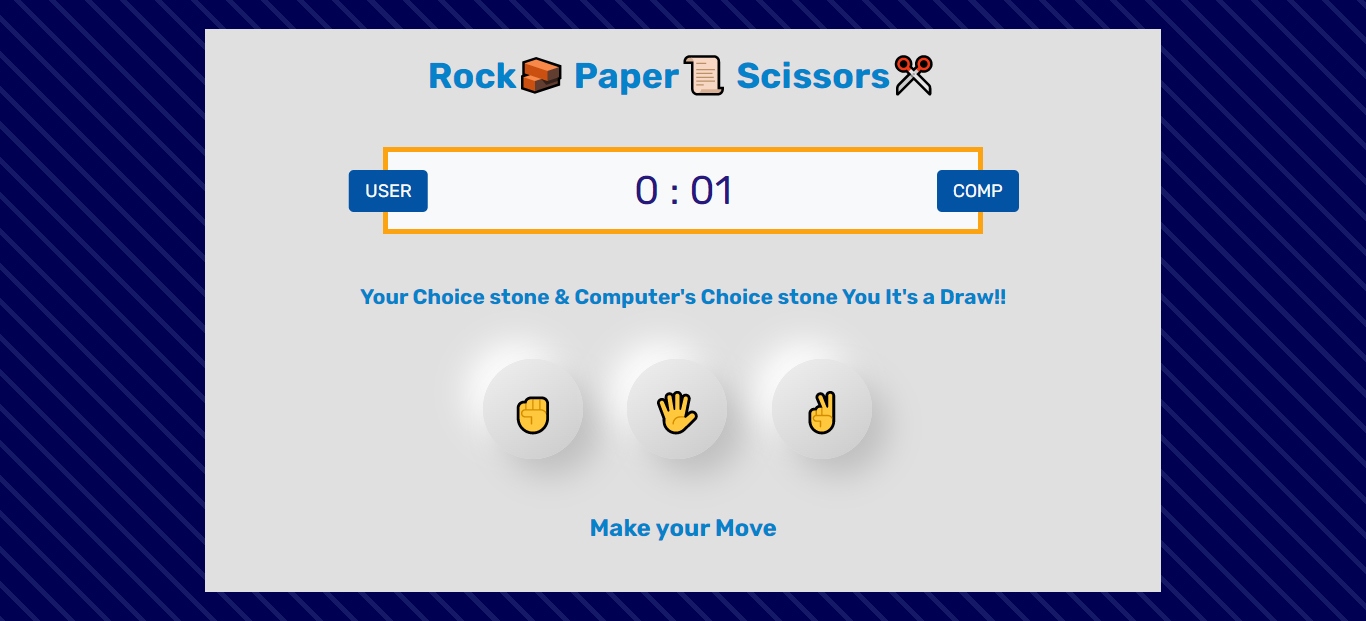 Rock Paper Scissors
USER 0 : 01 COMP
Your Choice stone & Computer's Choice stone You It's a Draw!!
Make your Move